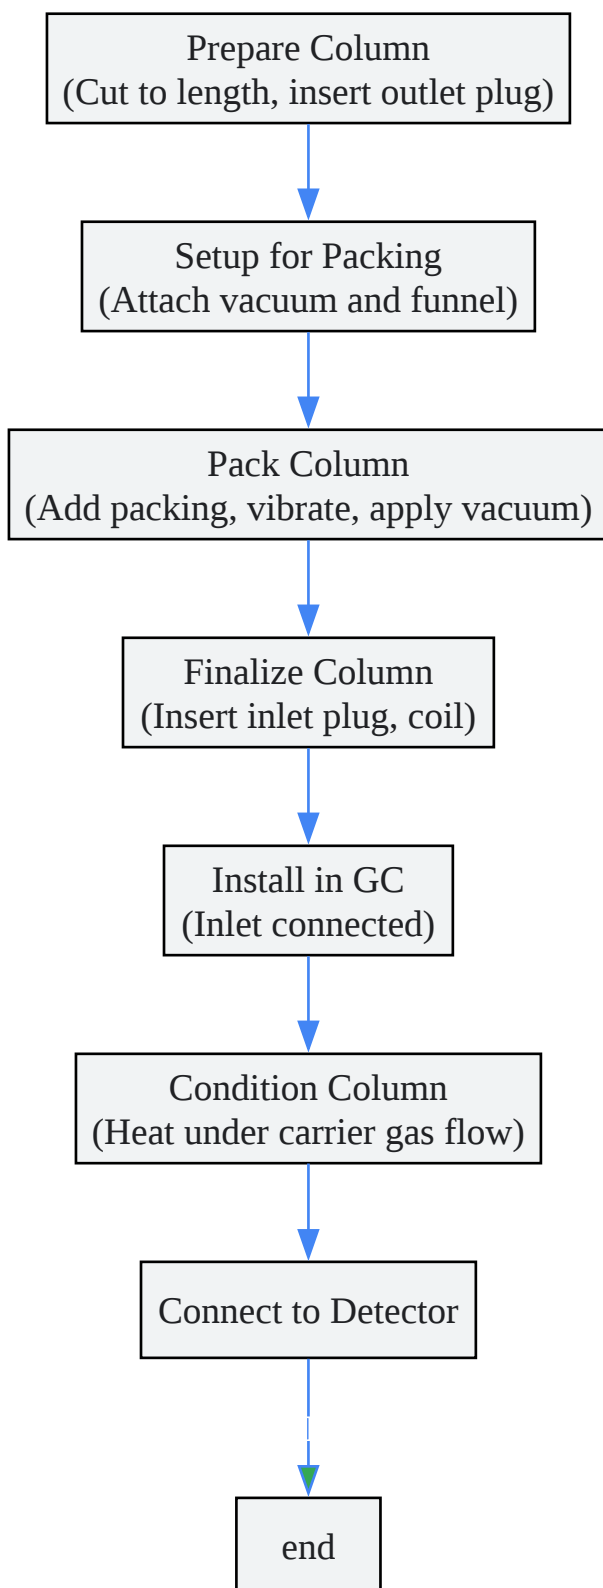 Prepare Column
(Cut to length, insert outlet plug)
Setup for Packing
(Attach vacuum and funnel)
Pack Column
(Add packing, vibrate, apply vacuum)
Finalize Column
(Insert inlet plug, coil)
Install in GC
(Inlet connected)
Condition Column
(Heat under carrier gas flow)
Connect to Detector
end